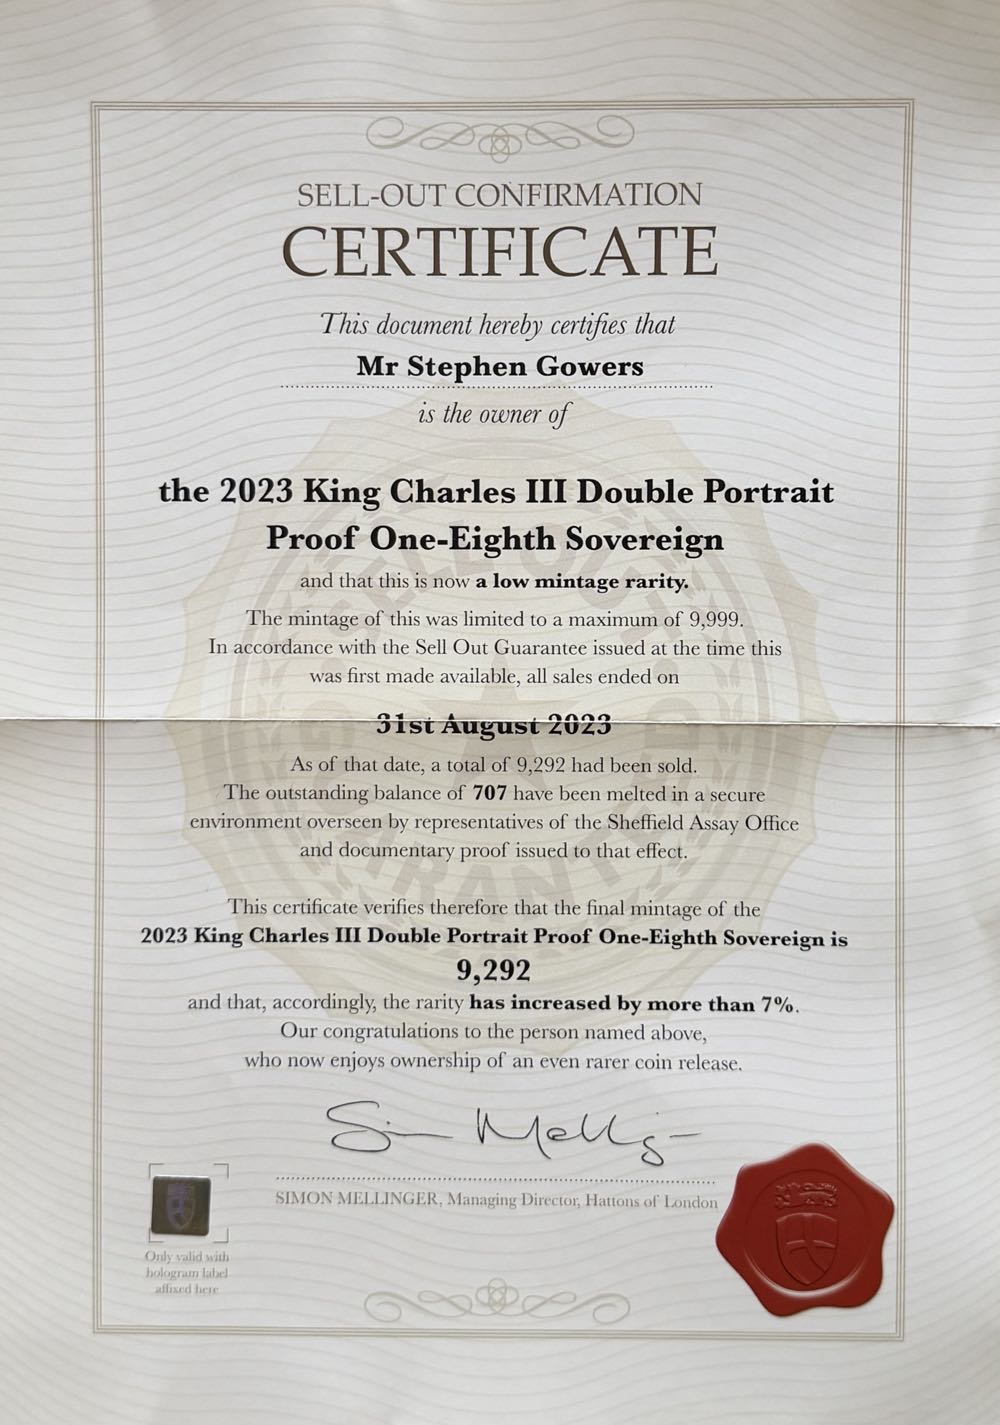 SELL-OUT CONFIRMATION
CERTIFICATE
This document hereby certifies that
Mr Stephen Gowers
is the owner of
the 2023 King Charles III Double Portrait
Proof One-Eighth Sovereign
and that this is now a low mintage rarity.
The mintage of this was limited to a maximum of 9,999.
In accordance with the Sell Out Guarantee issued at the time this
was first made available, all sales ended on
31st August 2023
As of that date, a total of 9,292 had been sold.
The outstanding balance of 707 have been melted in a secure
environment overseen by representatives of the Sheffield Assay Office
and documentary proof issued to that effect.
This certificate verifies therefore that the final mintage of the
2023 King Charles III Double Portrait Proof One-Eighth Sovereign is
9,292
and that, accordingly, the rarity has increased by more than 7%.
Our congratulations to the person named above,
who now enjoys ownership of an even rarer coin release.
SIMON MELLINGER, Managing Director, Hattons of London
Only valid with
hologram label
affixed here